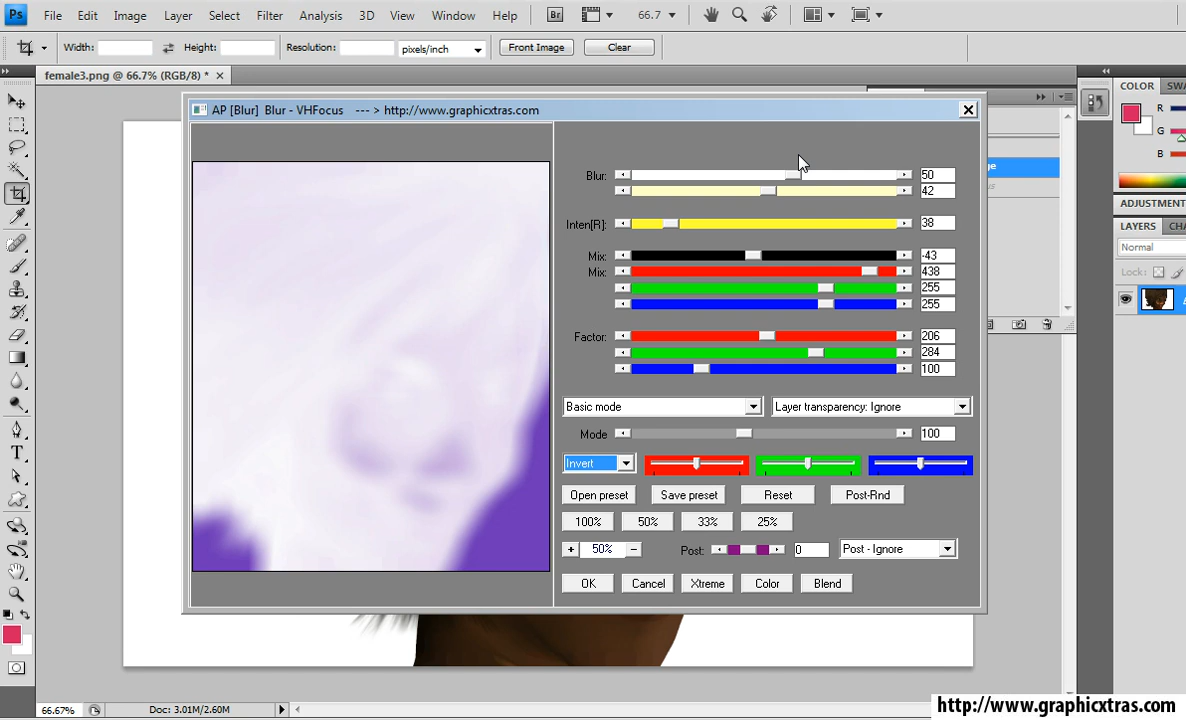 Ps File Edit Image Layer Select Filter Analysis 3D View Window Help Br 66.7
Width: Height: Resolution: pixels/inch Front Image Clear
female3.png @ 66.7% (RGB/8) *
COLOR SWA
R
G
B
ADJUSTMENT
LAYERS CHA
Normal
Lock:
AP [Blur] Blur - VHFocus --- > http://www.graphicxtras.com
Blur: 50
42
Inten[R]: 38
Mix: -43
Mix: 438
255
255
Factor: 206
284
100
Basic mode Layer transparency: Ignore
Mode 100
Invert
Open preset Save preset Reset Post-Rnd
100% 50% 33% 25%
+ 50% − Post: 0 Post - Ignore
OK Cancel Xtreme Color Blend
T
66.67% Doc: 3.01M/2.60M
http://www.graphicxtras.com